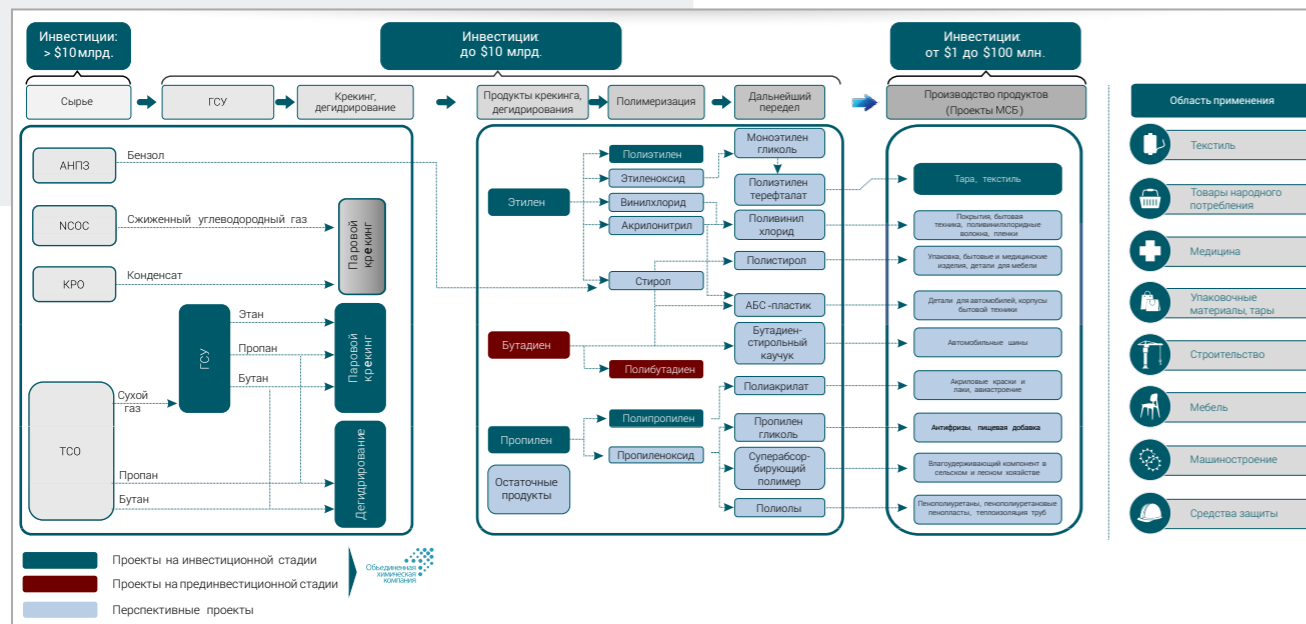 Инвестиции:
> $10 млрд.
Инвестиции:
до $10 млрд.
Инвестиции:
от $1 до $100 млн.
Сырье
ГСУ
Крекинг,
дегидрирование
Продукты крекинга,
дегидрирования
Полимеризация
Дальнейший
передел
Производство продуктов
(Проекты МСБ)
Область применения
АНПЗ
Бензол
NCOC
Сжиженный углеводородный газ
КРО
Конденсат
Паровой
крекинг
ГСУ
Этан
Пропан
Бутан
Паровой
крекинг
ТСО
Сухой
газ
Пропан
Бутан
Дегидрирование
Этилен
Бутадиен
Пропилен
Остаточные
продукты
Полиэтилен
Этиленоксид
Винилхлорид
Акрилонитрил
Стирол
Полибутадиен
Полипропилен
Пропиленоксид
Моноэтилен
гликоль
Полиэтилен
терефталат
Поливинил
хлорид
Полистирол
АБС-пластик
Бутадиен-
стирольный
каучук
Полиакрилат
Пропилен
гликоль
Суперабсор-
бирующий
полимер
Полиолы
Тара, текстиль
Покрытия, бытовая
техника, поливинилхлоридные
волокна, пленки
Упаковка, бытовые и медицинские
изделия, детали для мебели
Детали для автомобилей, корпусы
бытовой техники
Автомобильные шины
Акриловые краски и
лаки, авиастроение
Антифризы, пищевая добавка
Влагоудерживающий компонент в
сельском и лесном хозяйстве
Пенополиуретаны, пенополиуретановые
пенопласты, теплоизоляция труб
Текстиль
Товары народного
потребления
Медицина
Упаковочные
материалы, тары
Строительство
Мебель
Машиностроение
Средства защиты
Проекты на инвестиционной стадии
Проекты на прединвестиционной стадии
Перспективные проекты
Объединенная
химическая
компания